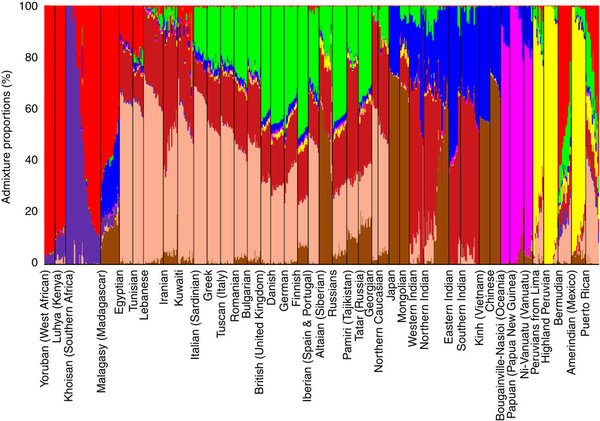 Admixture proportions (%)
100
80
60
40
20
0
Yoruban (West African)
Luhya (Kenya)
Khoisan (Southern Africa)
Malagasy (Madagascar)
Egyptian
Tunisian
Lebanese
Iranian
Kuwaiti
Italian (Sardinian)
Greek
Tuscan (Italy)
Romanian
Bulgarian
British (United Kingdom)
Danish
German
Finnish
Iberian (Spain & Portugal)
Altaian (Siberian)
Russians
Pamiri (Tajikistan)
Tatar (Russia)
Georgian
Northern Caucasian
Japan
Mongolian
Western Indian
Northern Indian
Eastern Indian
Southern Indian
Kinh (Vietnam)
Chinese
Bougainville-Nasioi (Oceania)
Papuan (Papua New Guinea)
Ni-Vanuatu (Vanuatu)
Peruvians from Lima
Highland Peruvian
Bermudian
Amerindian (Mexico)
Puerto Rican